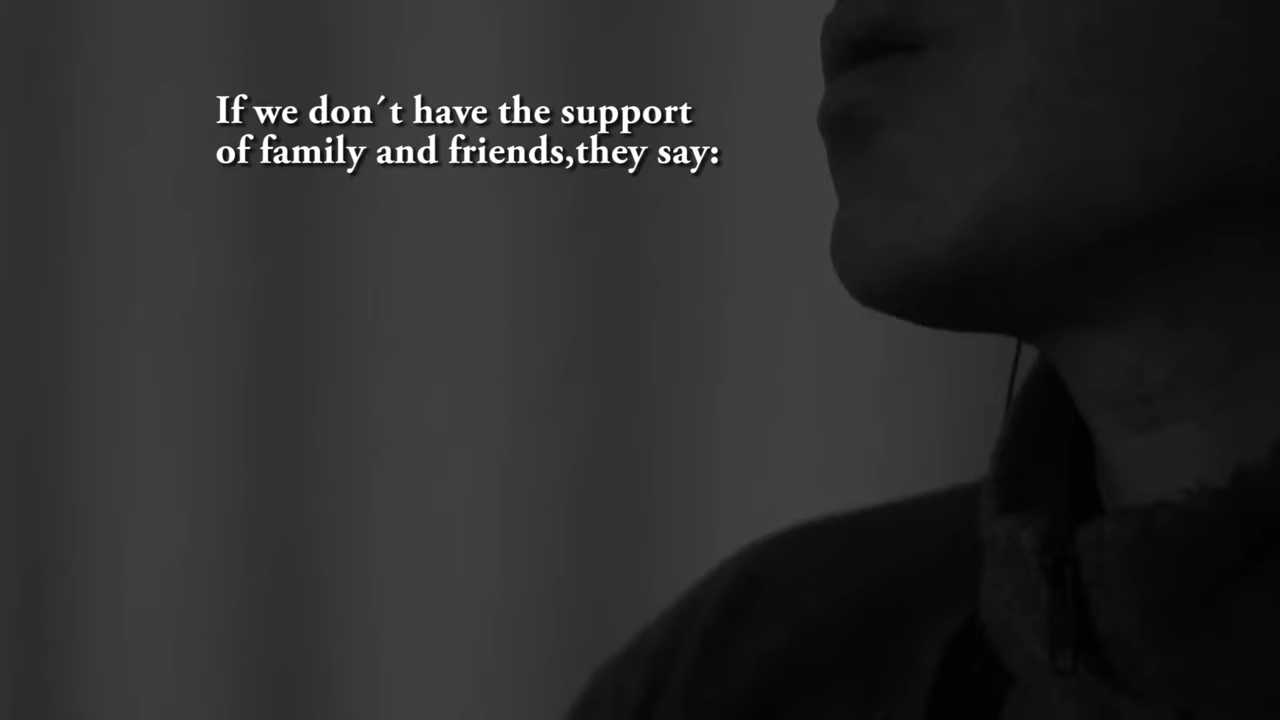 If we don´t have the support
of family and friends,they say: